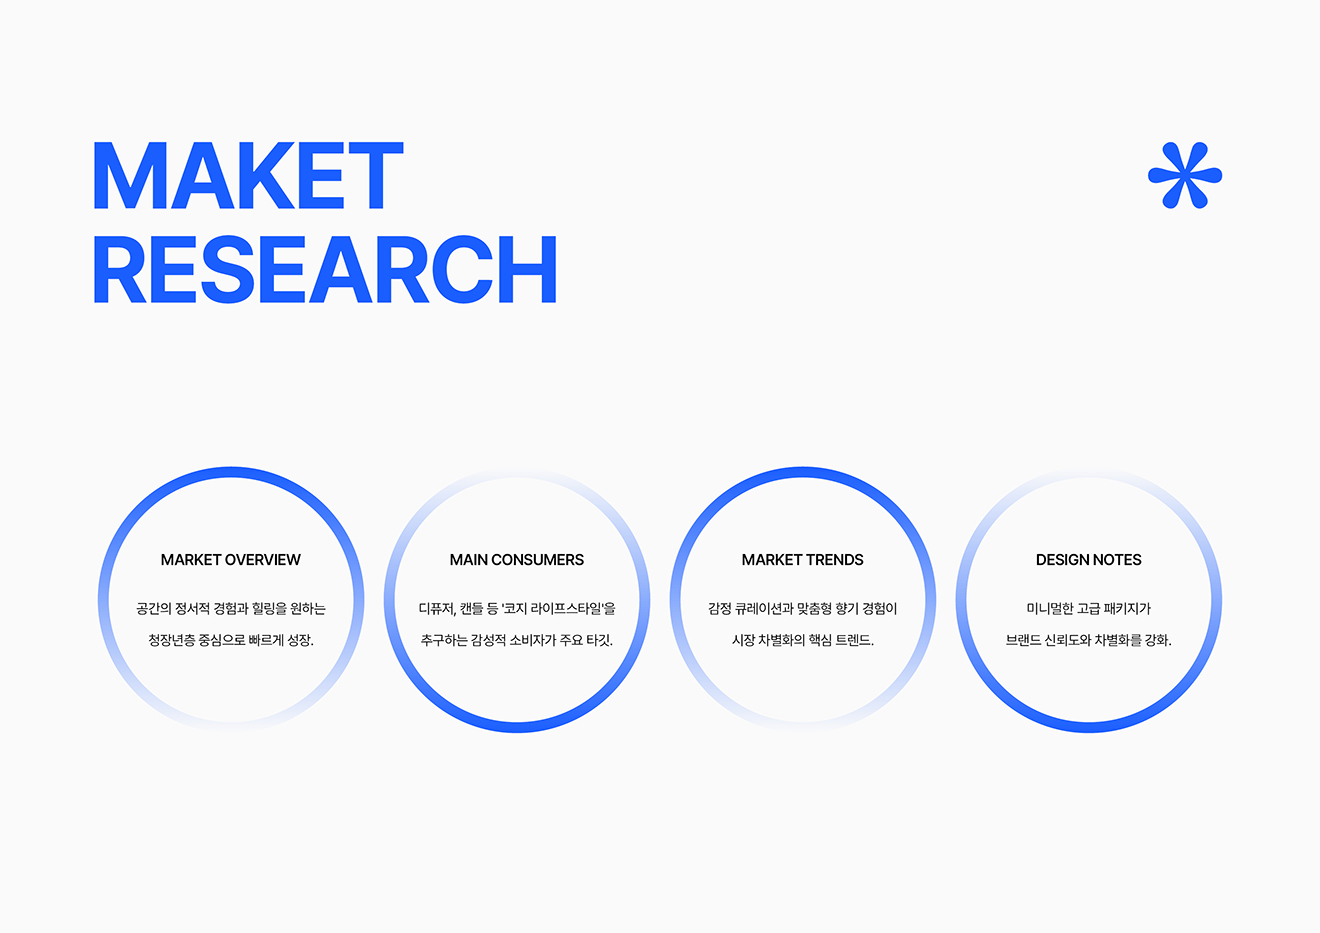 MAKET
RESEARCH
MARKET OVERVIEW
공간의 정서적 경험과 힐링을 원하는
청장년층 중심으로 빠르게 성장.
MAIN CONSUMERS
디퓨저, 캔들 등 '코지 라이프스타일'을
추구하는 감성적 소비자가 주요 타깃.
MARKET TRENDS
감정 큐레이션과 맞춤형 향기 경험이
시장 차별화의 핵심 트렌드.
DESIGN NOTES
미니멀한 고급 패키지가
브랜드 신뢰도와 차별화를 강화.